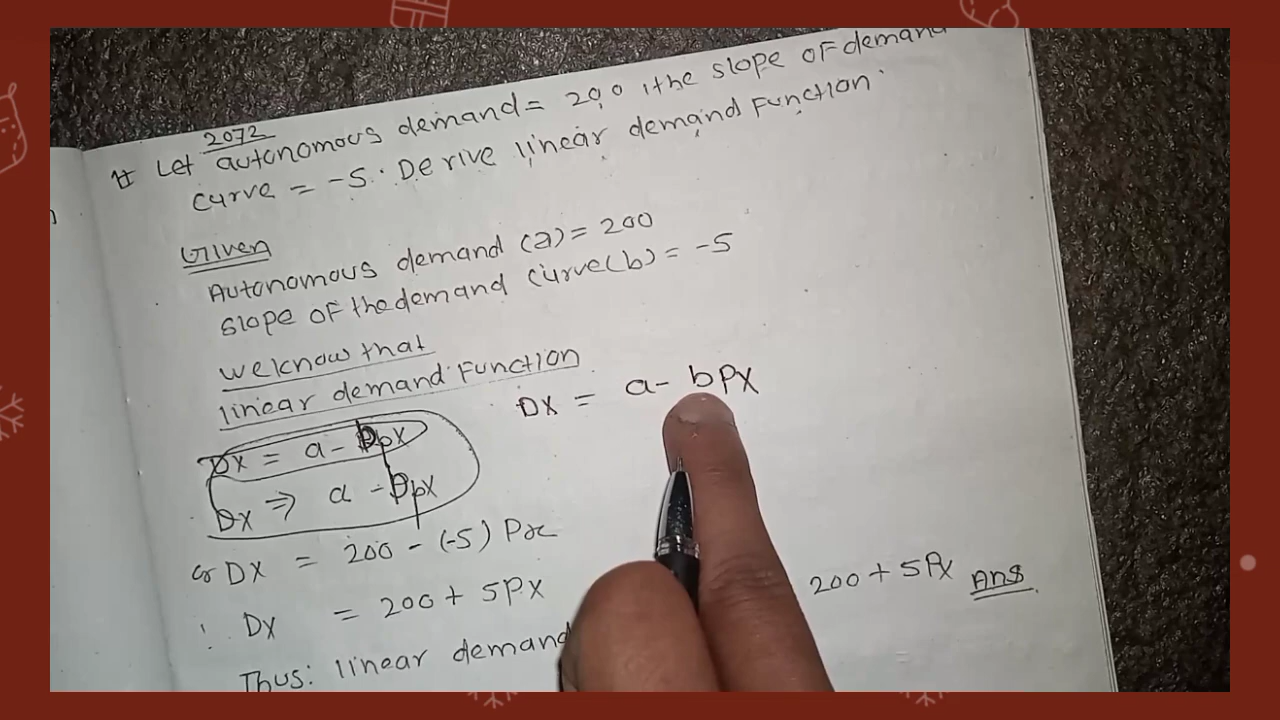 2072
1# Let autonomous demand = 200, the slope of demand
curve = -5. Derive linear demand function.
Given
Autonomous demand (a) = 200
slope of the demand curve (b) = -5
we know that
linear demand function
Dx = a - bpx
Dx = a - bPx
Dx ⇒ a - bpx
or Dx = 200 - (-5) Px
∴ Dx = 200 + 5Px
Thus: linear demand 200 + 5Px Ans.